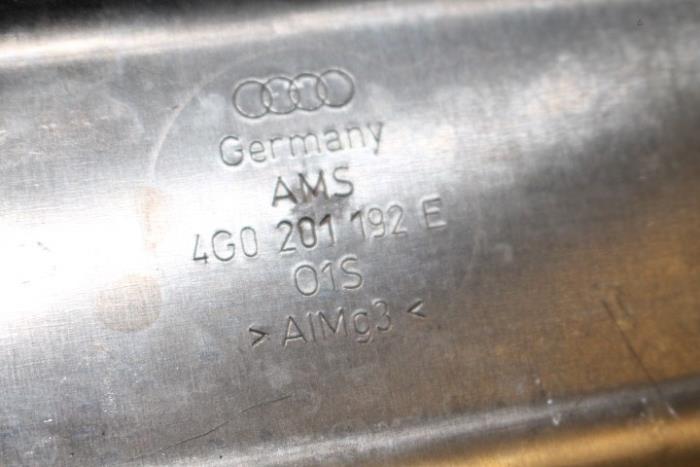 Germany
AMS
4G0 201 192 E
01S
> AlMg3 <